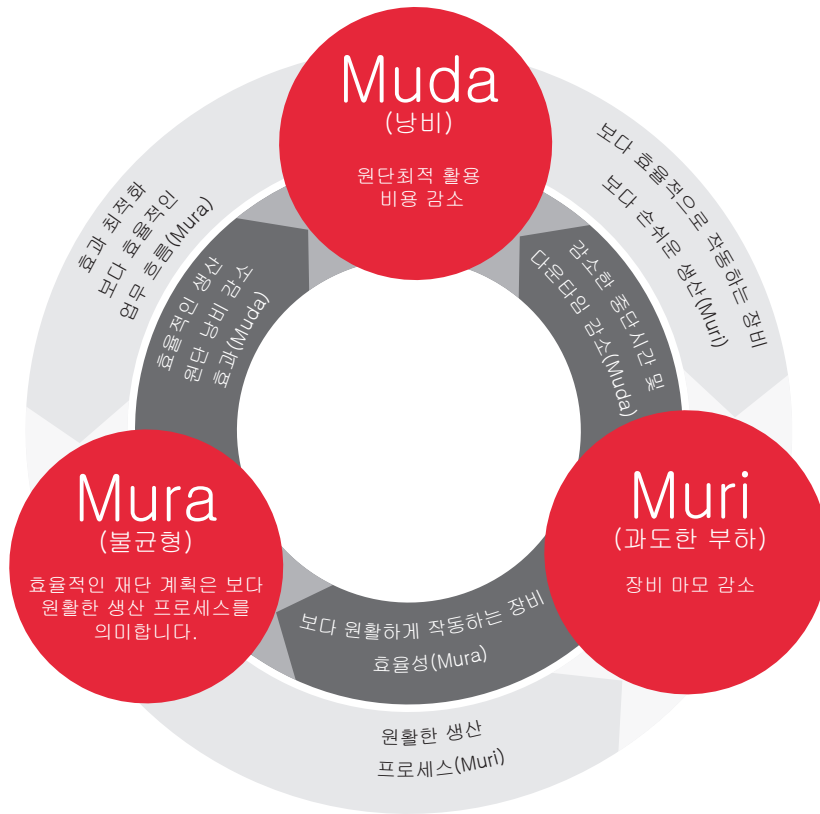 Muda
(낭비)
원단최적 활용
비용 감소
보다 효율적으로 작동하는 장비
보다 손쉬운 생산(Muri)
감소한 중단시간 및
다운타임 감소(Muda)
효과 최적화
보다 효율적인
업무 흐름(Mura)
효율적인 생산
원단 낭비 감소
효과(Muda)
Mura
(불균형)
효율적인 재단 계획은 보다
원활한 생산 프로세스를
의미합니다.
Muri
(과도한 부하)
장비 마모 감소
보다 원활하게 작동하는 장비
효율성(Mura)
원활한 생산
프로세스(Muri)